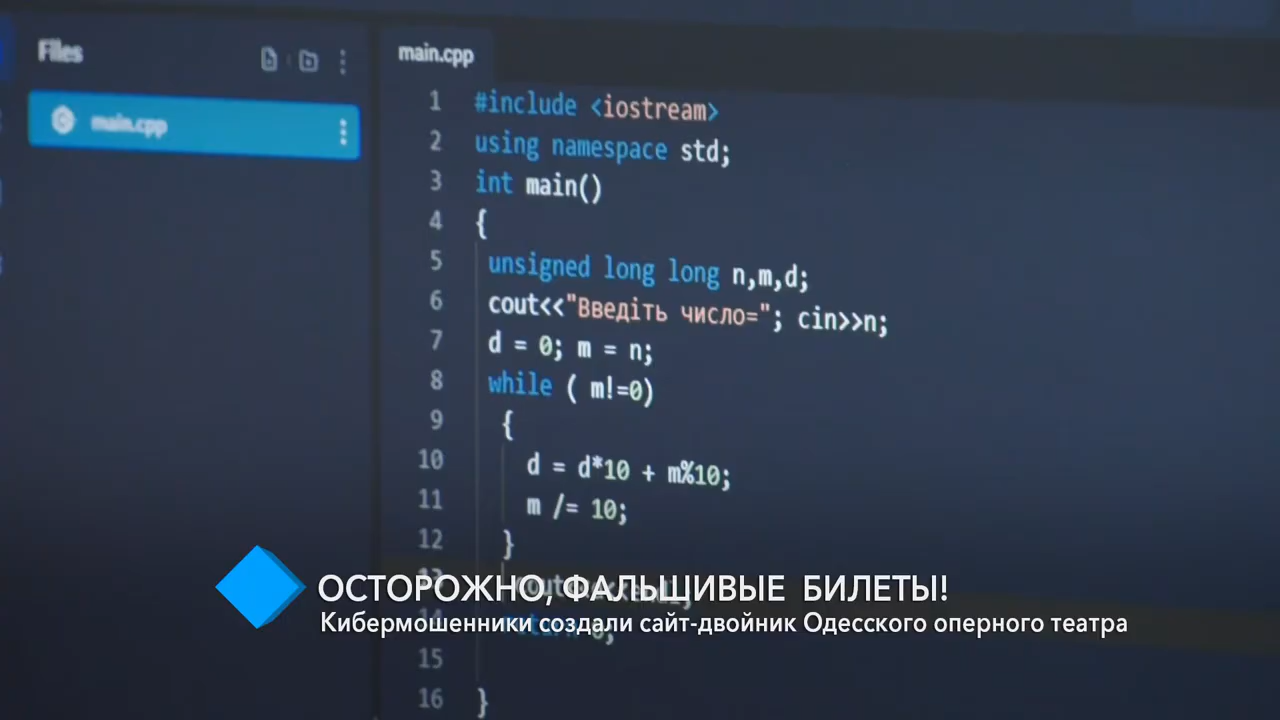 Files
main.cpp
main.cpp
1 #include <iostream>
2 using namespace std;
3 int main()
4 {
5 unsigned long long n,m,d;
6 cout<<"Введіть число="; cin>>n;
7 d = 0; m = n;
8 while ( m!=0)
9 {
10 d = d*10 + m%10;
11 m /= 10;
12 }
13
14
15
16 }
ОСТОРОЖНО, ФАЛЬШИВЫЕ БИЛЕТЫ!
Кибермошенники создали сайт-двойник Одесского оперного театра